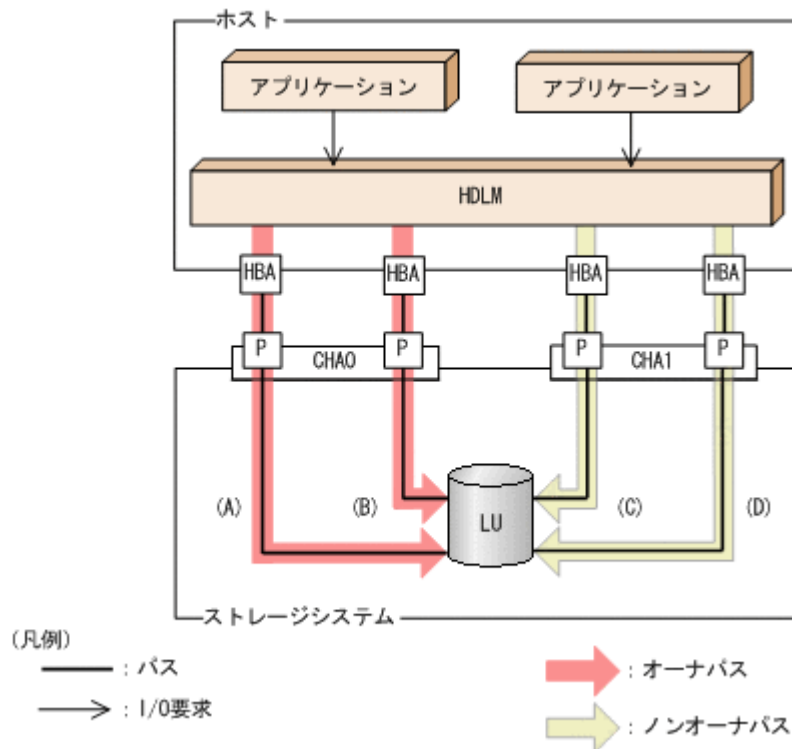 ホスト
アプリケーション
アプリケーション
HDLM
HBA
HBA
HBA
HBA
P
CHA0
P
P
CHA1
P
(A)
(B)
LU
(C)
(D)
ストレージシステム
(凡例)
: パス
: I/O要求
: オーナパス
: ノンオーナパス